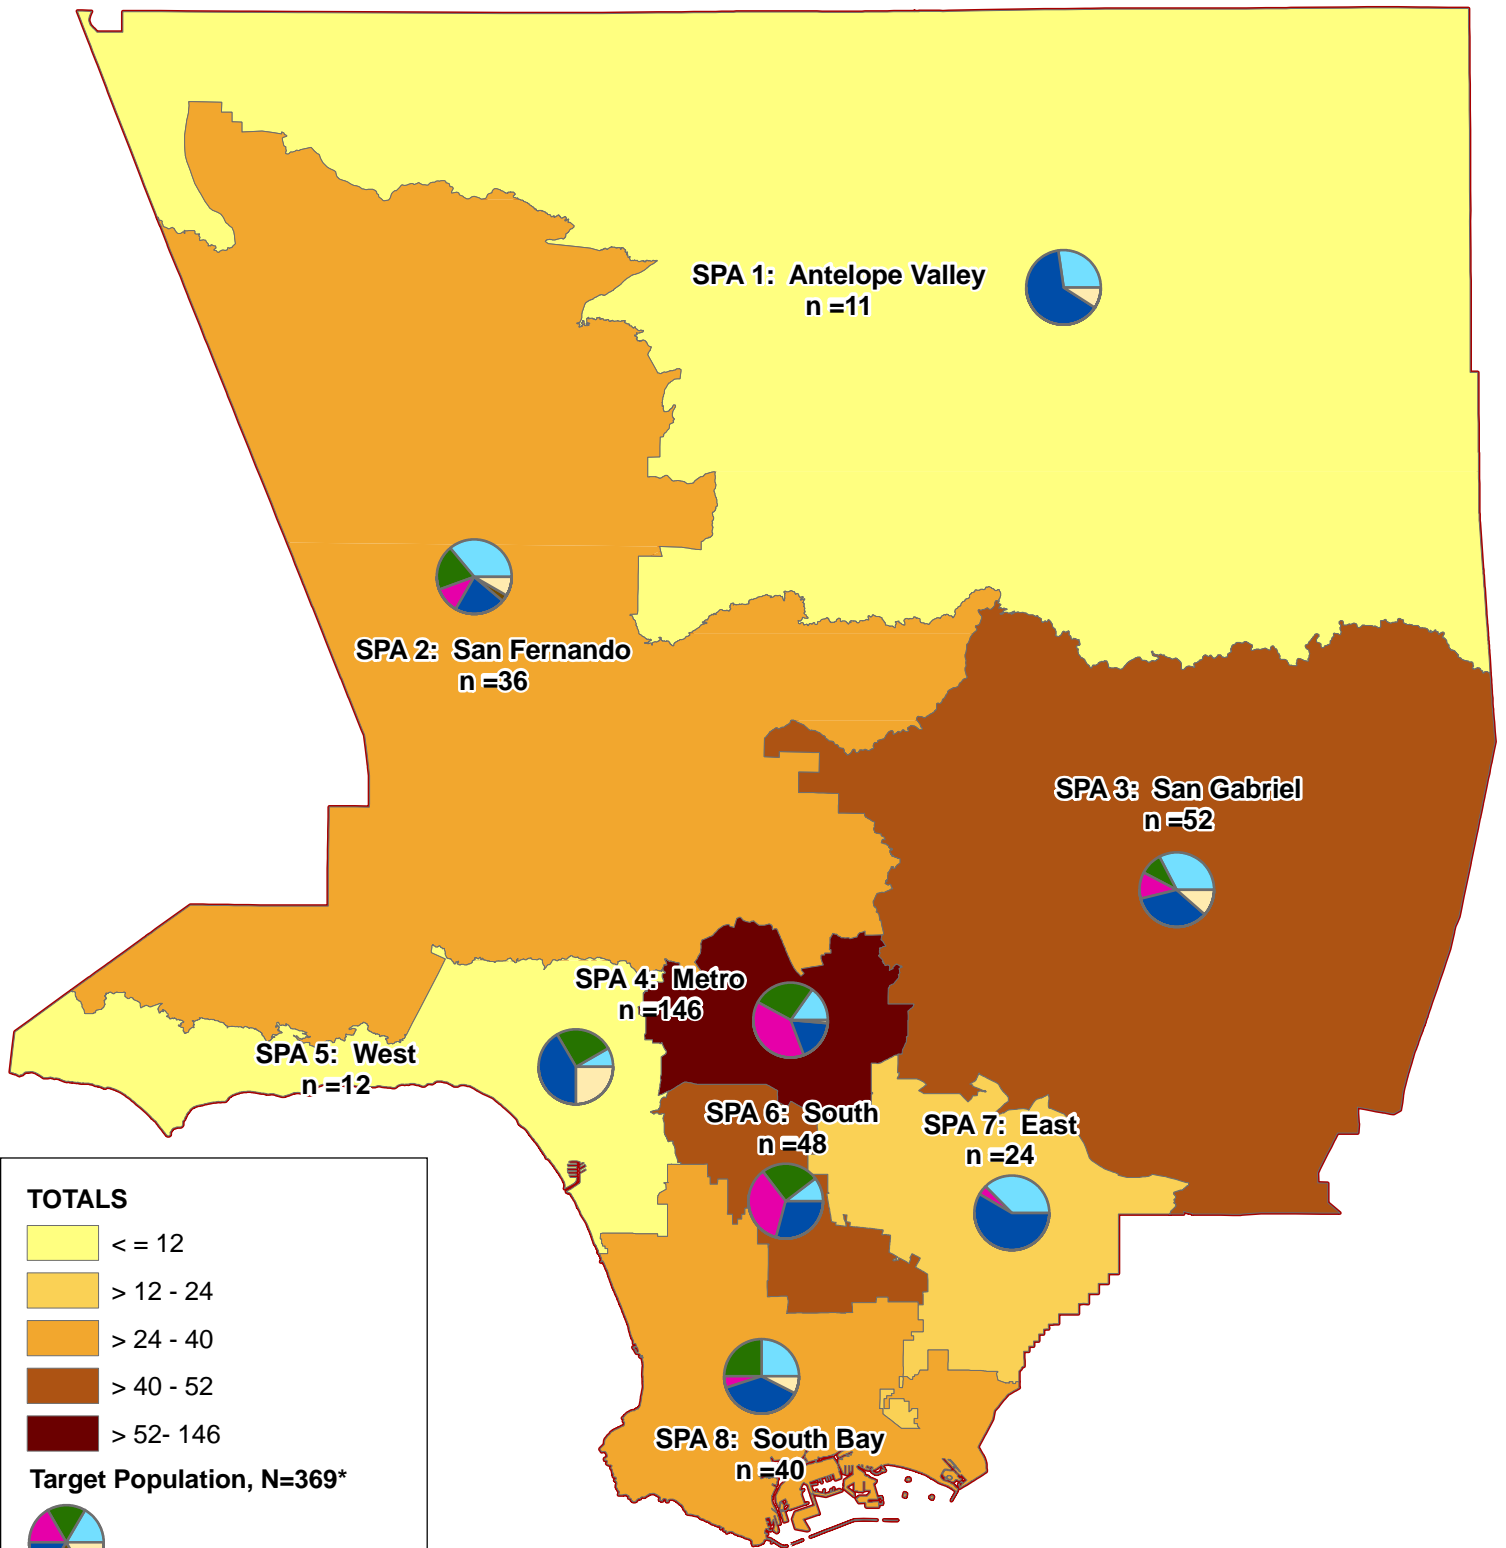 SPA 1: Antelope Valley
n =11
SPA 2: San Fernando
n =36
SPA 3: San Gabriel
n =52
SPA 4: Metro
n =146
SPA 5: West
n =12
SPA 6: South
n =48
SPA 7: East
n =24
SPA 8: South Bay
n =40
TOTALS
< = 12
> 12 - 24
> 24 - 40
> 40 - 52
> 52- 146
Target Population, N=369*